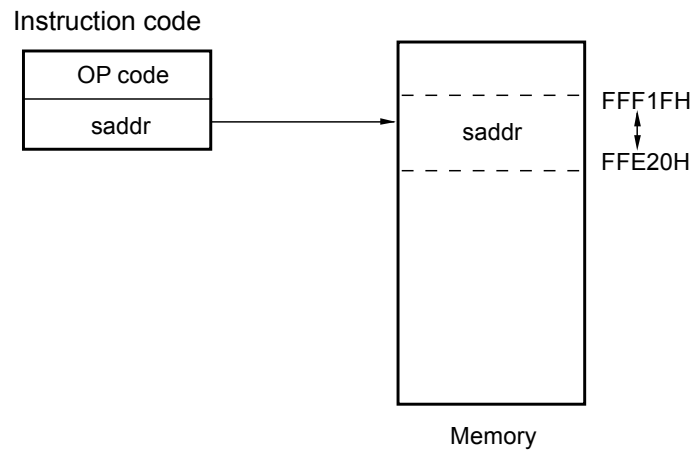 Instruction code
OP code
saddr
saddr
FFF1FH
FFE20H
Memory